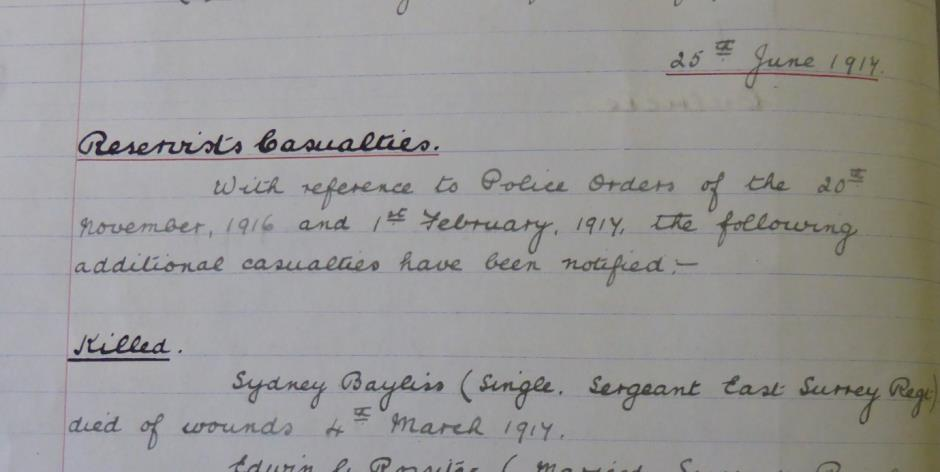 25th June 1917.
Reservists Casualties.
With reference to Police Orders of the 20th
November, 1916 and 1st February, 1917, the following
additional casualties have been notified:-
Killed.
Sydney Bayliss (Single. Sergeant East Surrey Regt)
died of wounds 4th March 1917.
Edwin